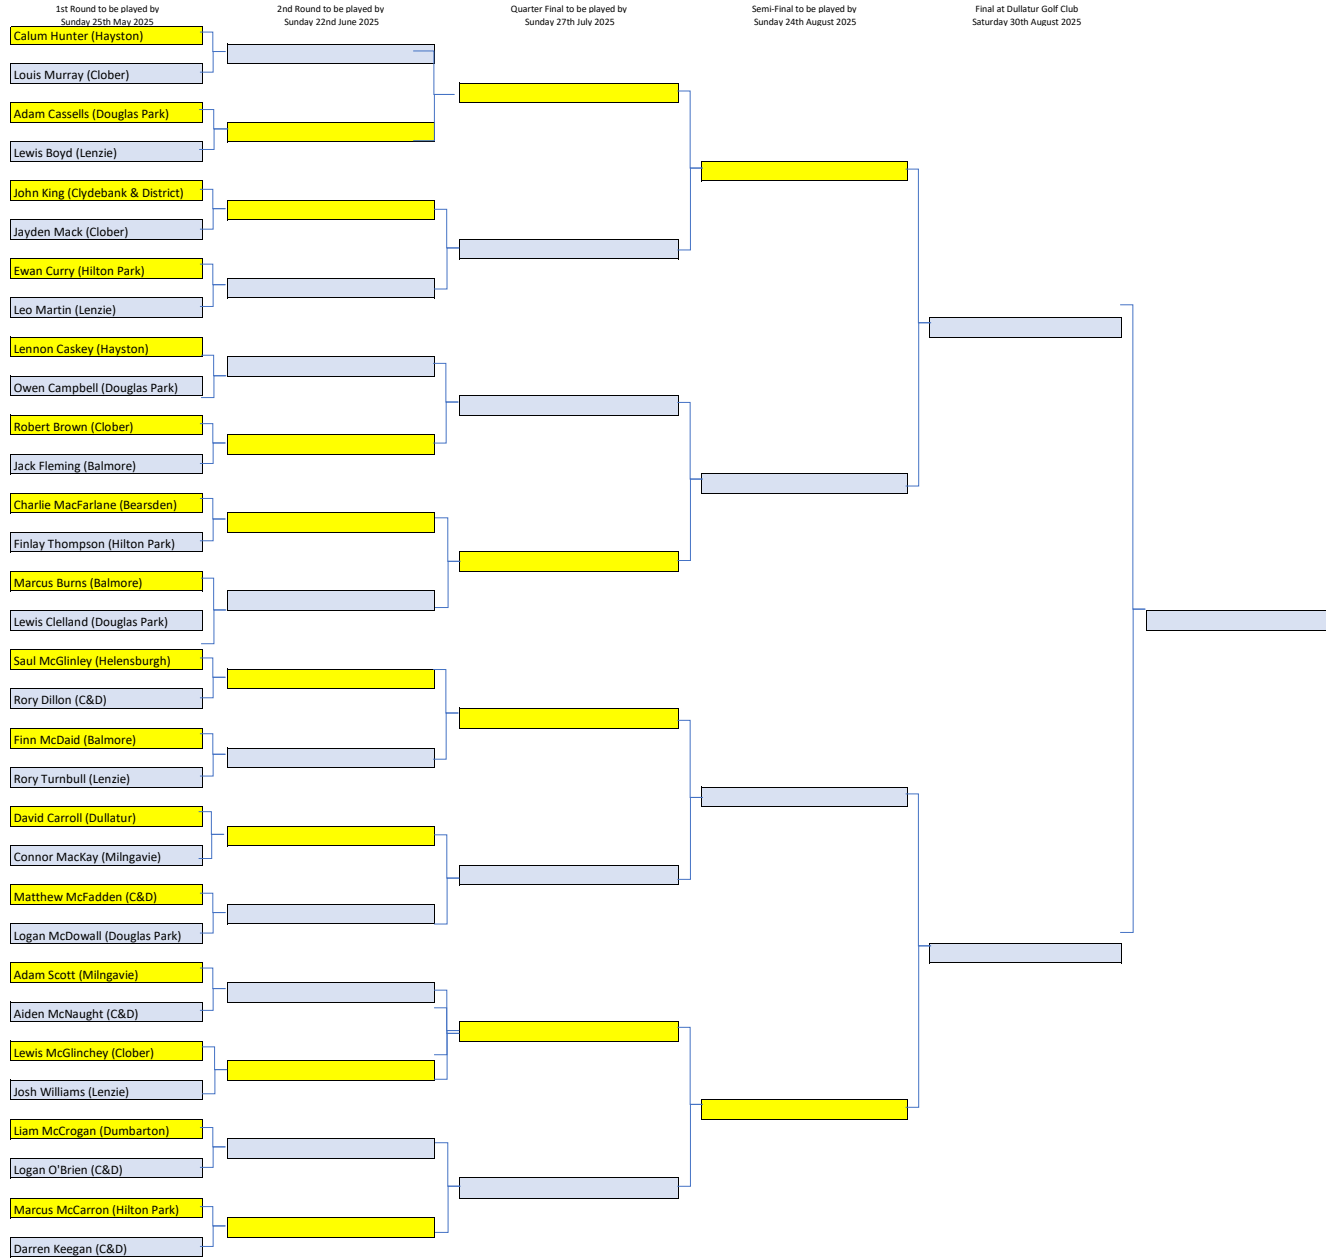 1st Round to be played by
Sunday 25th May 2025
2nd Round to be played by
Sunday 22nd June 2025
Quarter Final to be played by
Sunday 27th July 2025
Semi-Final to be played by
Sunday 24th August 2025
Final at Dullatur Golf Club
Saturday 30th August 2025
Calum Hunter (Hayston)
Louis Murray (Clober)
Adam Cassells (Douglas Park)
Lewis Boyd (Lenzie)
John King (Clydebank & District)
Jayden Mack (Clober)
Ewan Curry (Hilton Park)
Leo Martin (Lenzie)
Lennon Caskey (Hayston)
Owen Campbell (Douglas Park)
Robert Brown (Clober)
Jack Fleming (Balmore)
Charlie MacFarlane (Bearsden)
Finlay Thompson (Hilton Park)
Marcus Burns (Balmore)
Lewis Clelland (Douglas Park)
Saul McGlinley (Helensburgh)
Rory Dillon (C&D)
Finn McDaid (Balmore)
Rory Turnbull (Lenzie)
David Carroll (Dullatur)
Connor MacKay (Milngavie)
Matthew McFadden (C&D)
Logan McDowall (Douglas Park)
Adam Scott (Milngavie)
Aiden McNaught (C&D)
Lewis McGlinchey (Clober)
Josh Williams (Lenzie)
Liam McCrogan (Dumbarton)
Logan O'Brien (C&D)
Marcus McCarron (Hilton Park)
Darren Keegan (C&D)